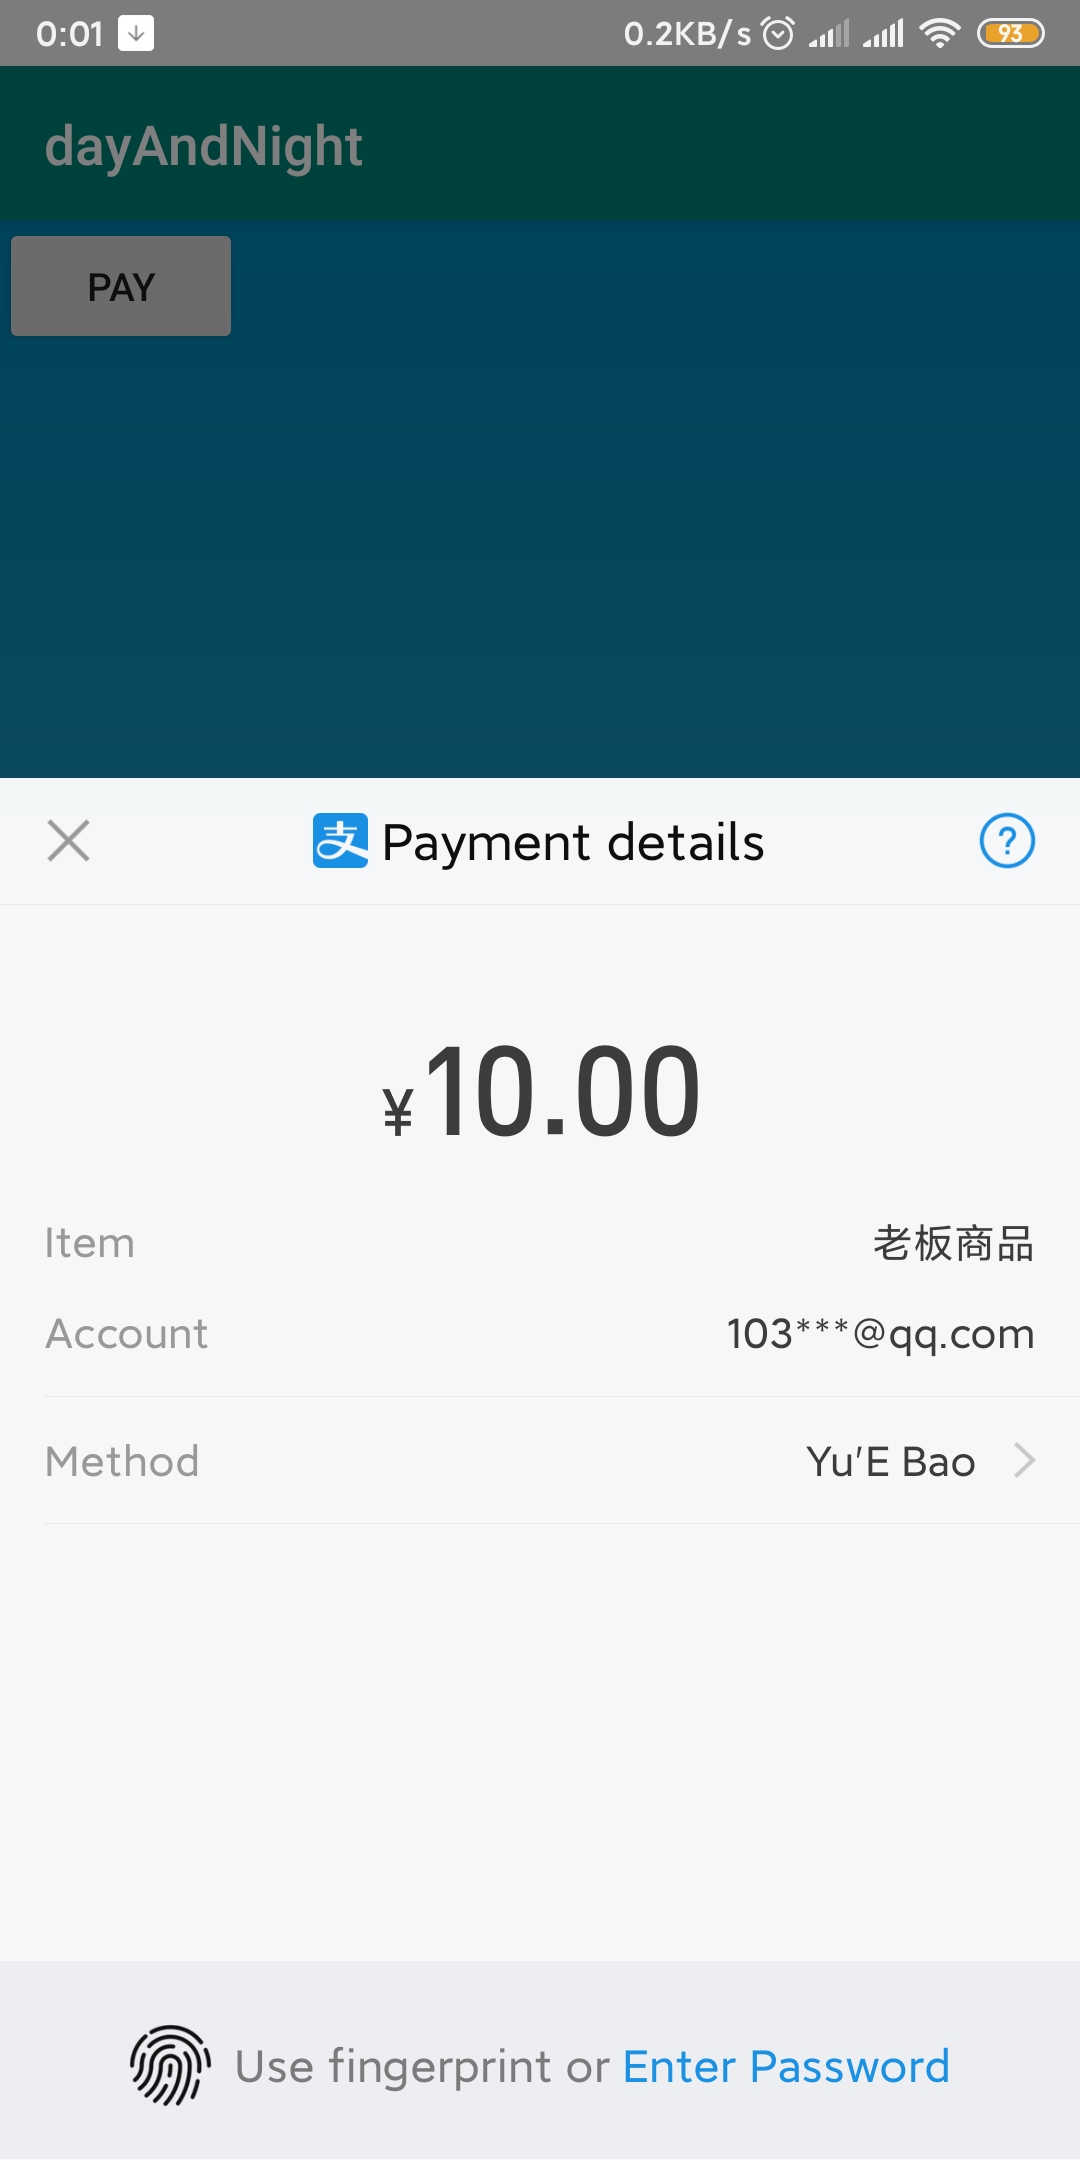 0:01 0.2KB/s 93
dayAndNight
PAY
支 Payment details ?
¥10.00
Item 老板商品
Account 103***@qq.com
Method Yu'E Bao
Use fingerprint or Enter Password